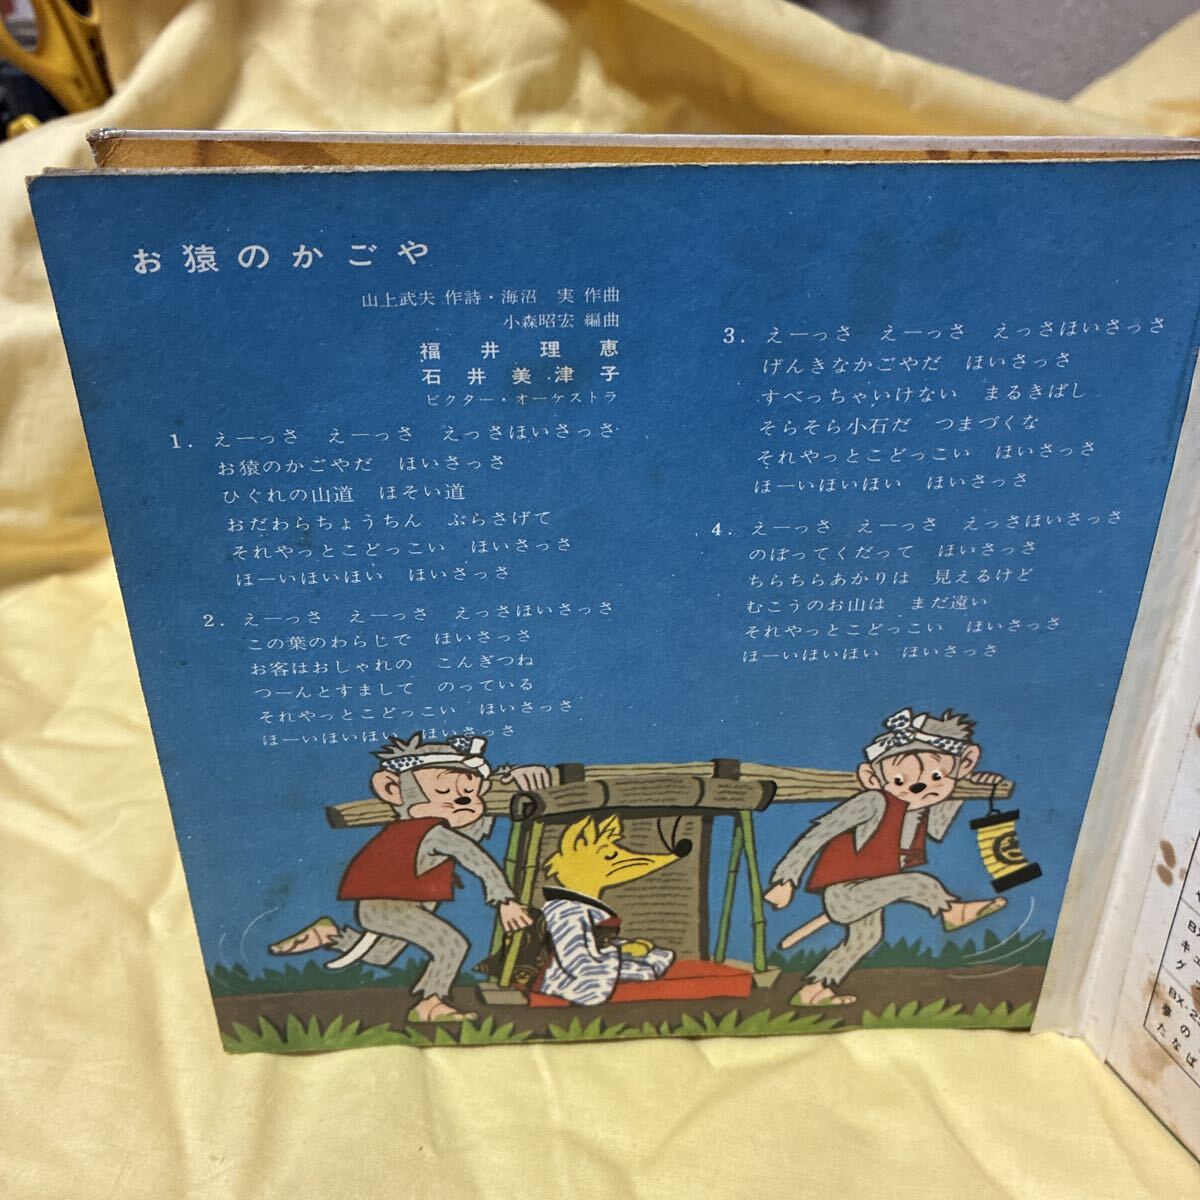 お猿のかごや
山上武夫 作詩・海沼 実 作曲
小森昭宏 編曲
福井理恵
石井美津子
ビクター・オーケストラ
1. えーっさ えーっさ えっさほいさっさ
お猿のかごやだ ほいさっさ
ひぐれの山道 ほそい道
おだわらちょうちん ぶらさげて
それやっとこどっこい ほいさっさ
ほーいほいほい ほいさっさ
2. えーっさ えーっさ えっさほいさっさ
この葉のわらじで ほいさっさ
お客はおしゃれの こんぎつね
つーんとすまして のっている
それやっとこどっこい ほいさっさ
ほーいほいほい ほいさっさ
3. えーっさ えーっさ えっさほいさっさ
げんきなかごやだ ほいさっさ
すべっちゃいけない まるきばし
そらそら小石だ つまづくな
それやっとこどっこい ほいさっさ
ほーいほいほい ほいさっさ
4. えーっさ えーっさ えっさほいさっさ
のぼってくだって ほいさっさ
ちらちらあかりは 見えるけど
むこうのお山は まだ遠い
それやっとこどっこい ほいさっさ
ほーいほいほい ほいさっさ
BX-2
夢の
たなば